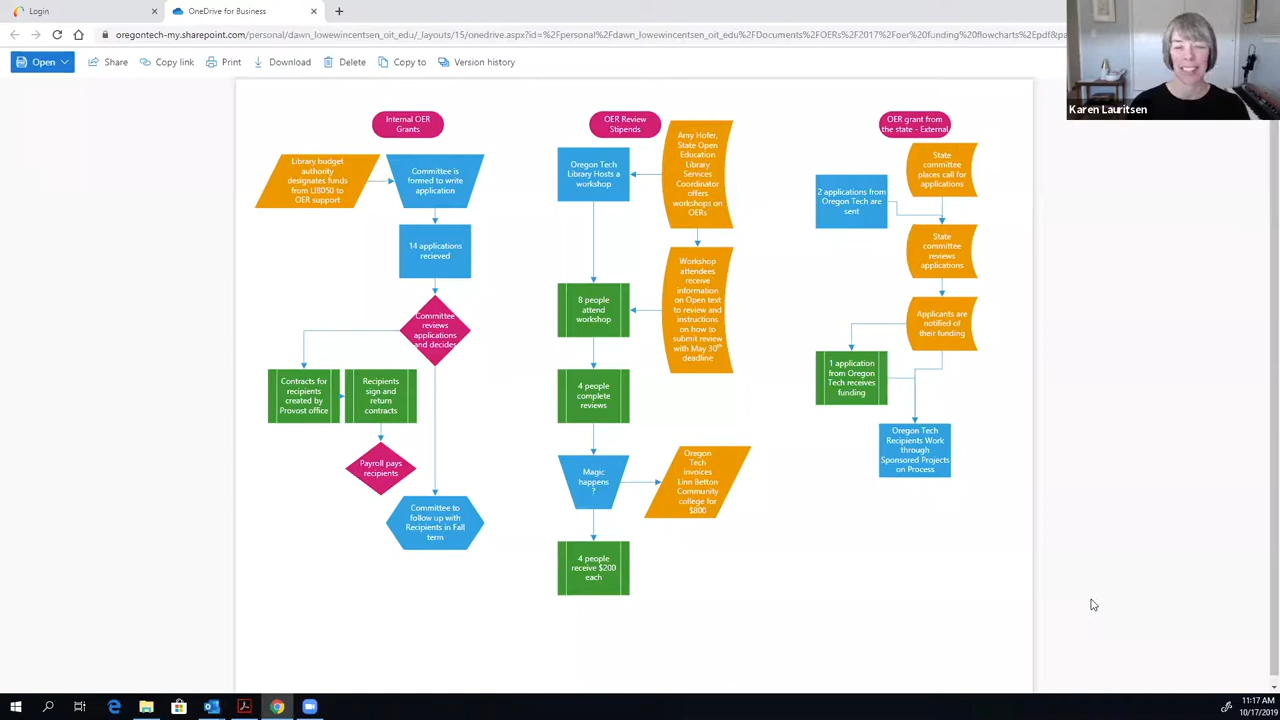 Login
OneDrive for Business
oregontech-my.sharepoint.com/personal/dawn_lowewincentsen_oit_edu/_layouts/15/onedrive.aspx?id=%2Fpersonal%2Fdawn_lowewincentsen_oit_edu%2FDocuments%2FOERs%2F2017%2Foer%20funding%20flowcharts%2Epdf&pa
Open
Share
Copy link
Print
Download
Delete
Copy to
Version history
Karen Lauritsen
Internal OER
Grants
Library budget
authority
designates funds
from LIB050 to
OER support
Committee is
formed to write
application
14 applications
recieved
Committee
reviews
applications
and decides
Contracts for
recipients
created by
Provost office
Recipients
sign and
return
contracts
Payroll pays
recipients
Committee to
follow up with
Recipients in Fall
term
OER Review
Stipends
Oregon Tech
Library Hosts a
workshop
Amy Hofer,
State Open
Education
Library
Services
Coordinator
offers
workshops on
OERs
Workshop
attendees
receive
information
on Open text
to review and
instructions
on how to
submit review
with May 30th
deadline
8 people
attend
workshop
4 people
complete
reviews
Magic
happens
?
Oregon
Tech
invoices
Linn Betton
Community
college for
$800
4 people
receive $200
each
OER grant from
the state - External
State
committee
places call for
applications
2 applications from
Oregon Tech are
sent
State
committee
reviews
applications
Applicants are
notified of
their funding
1 application
from Oregon
Tech receives
funding
Oregon Tech
Recipients Work
through
Sponsored Projects
on Process
11:17 AM
10/17/2019